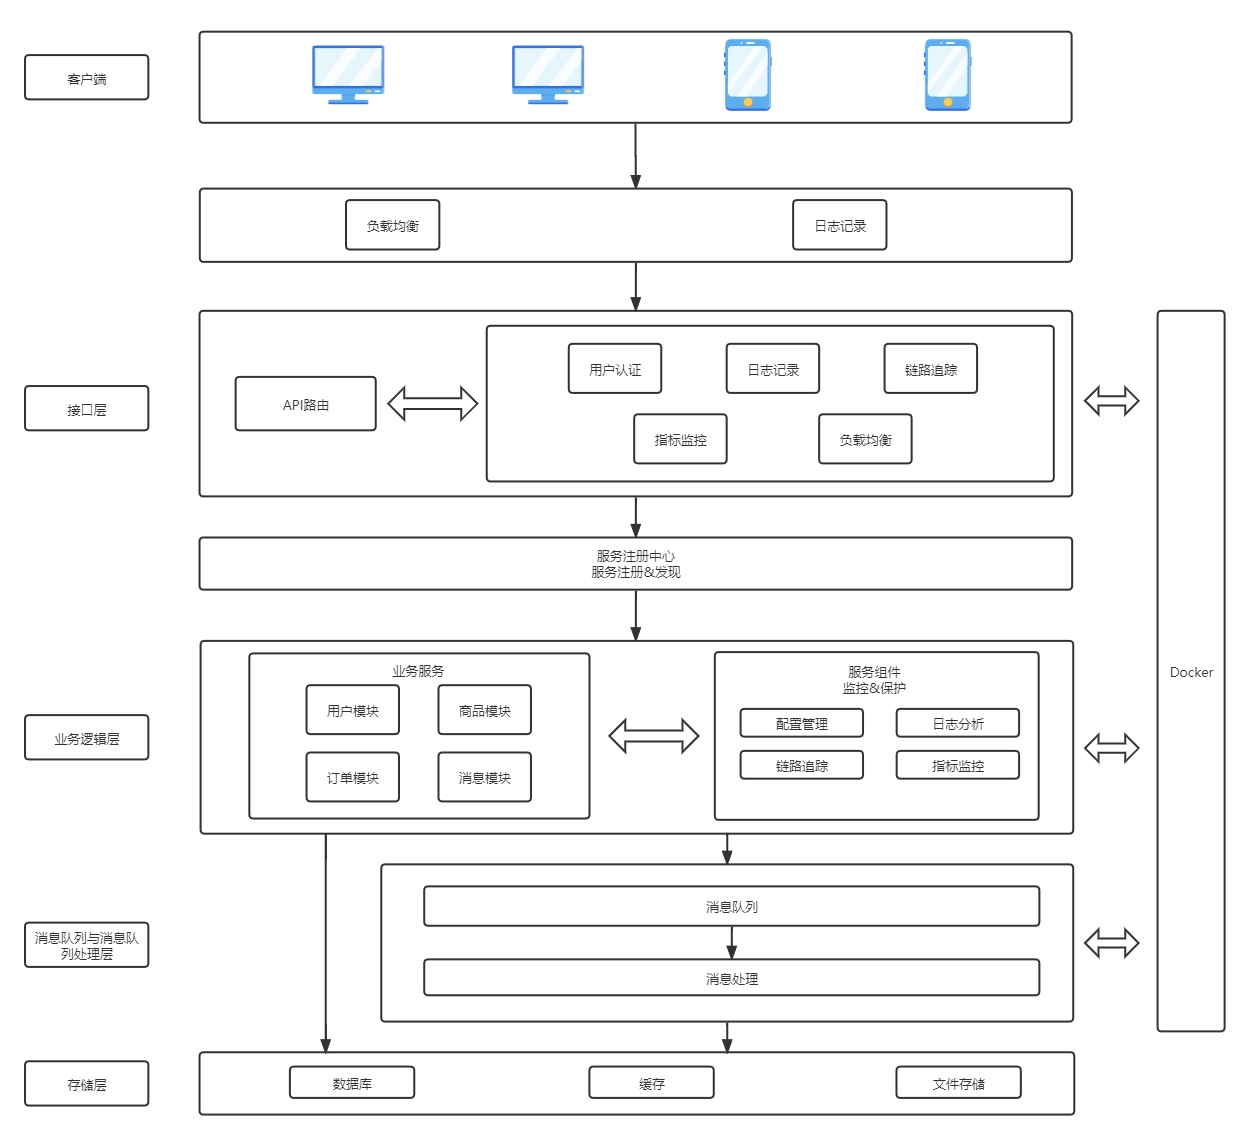 客户端
负载均衡
日志记录
接口层
API路由
用户认证
日志记录
链路追踪
指标监控
负载均衡
服务注册中心
服务注册&发现
业务逻辑层
业务服务
用户模块
商品模块
订单模块
消息模块
服务组件
监控&保护
配置管理
日志分析
链路追踪
指标监控
Docker
消息队列与消息队
列处理层
消息队列
消息处理
存储层
数据库
缓存
文件存储